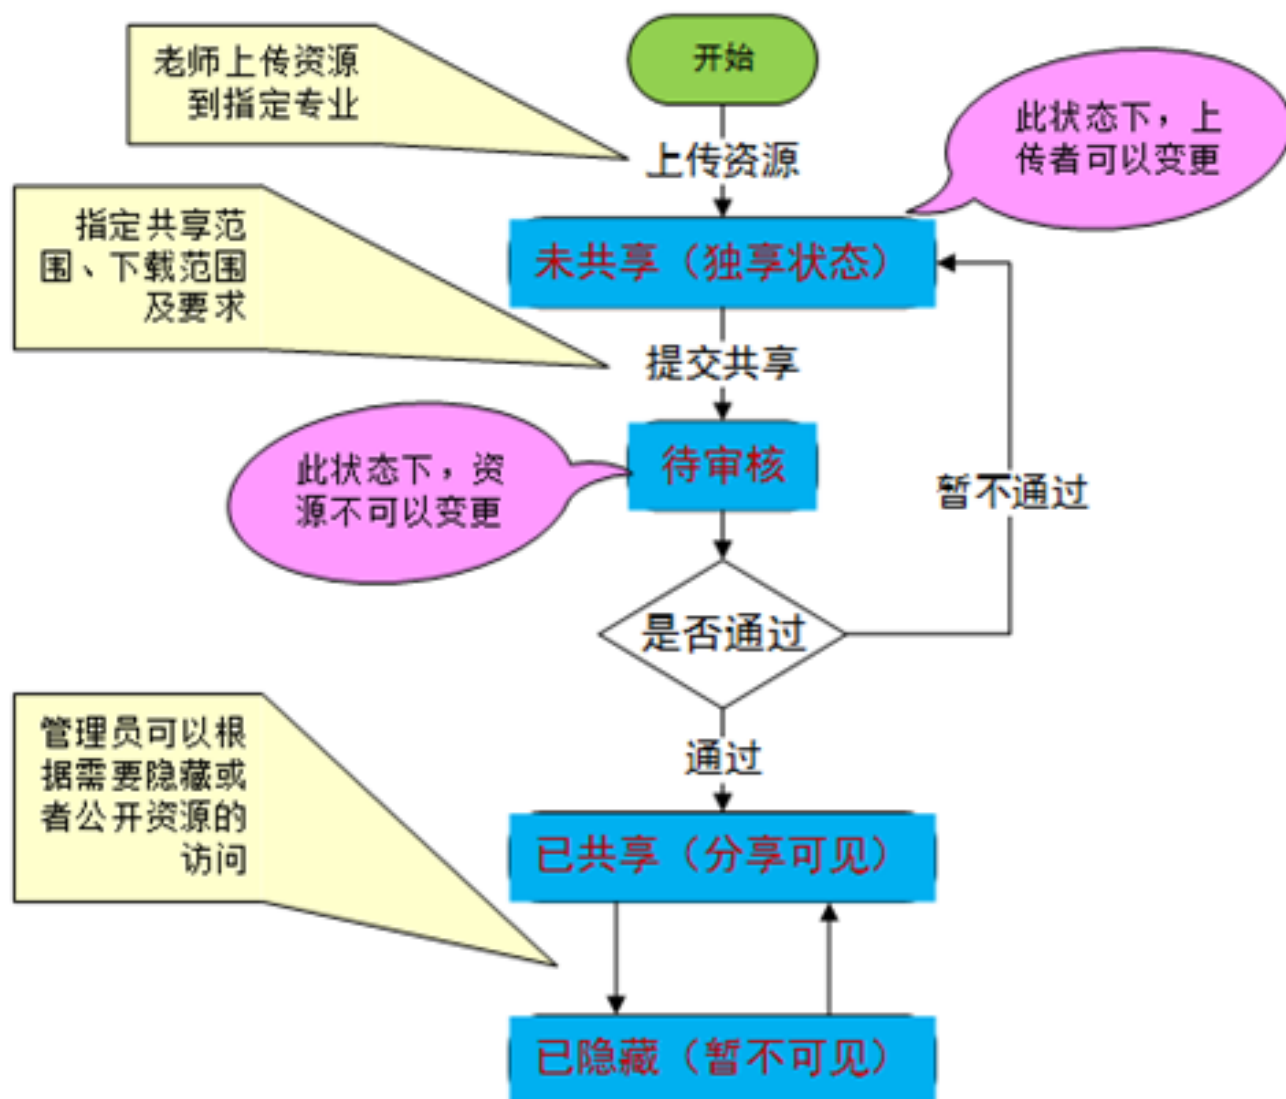 开始
老师上传资源
到指定专业
此状态下，上
传者可以变更
上传资源
指定共享范
围、下载范围
及要求
未共享（独享状态）
提交共享
此状态下，资
源不可以变更
待审核
暂不通过
是否通过
管理员可以根
据需要隐藏或
者公开资源的
访问
通过
已共享（分享可见）
已隐藏（暂不可见）